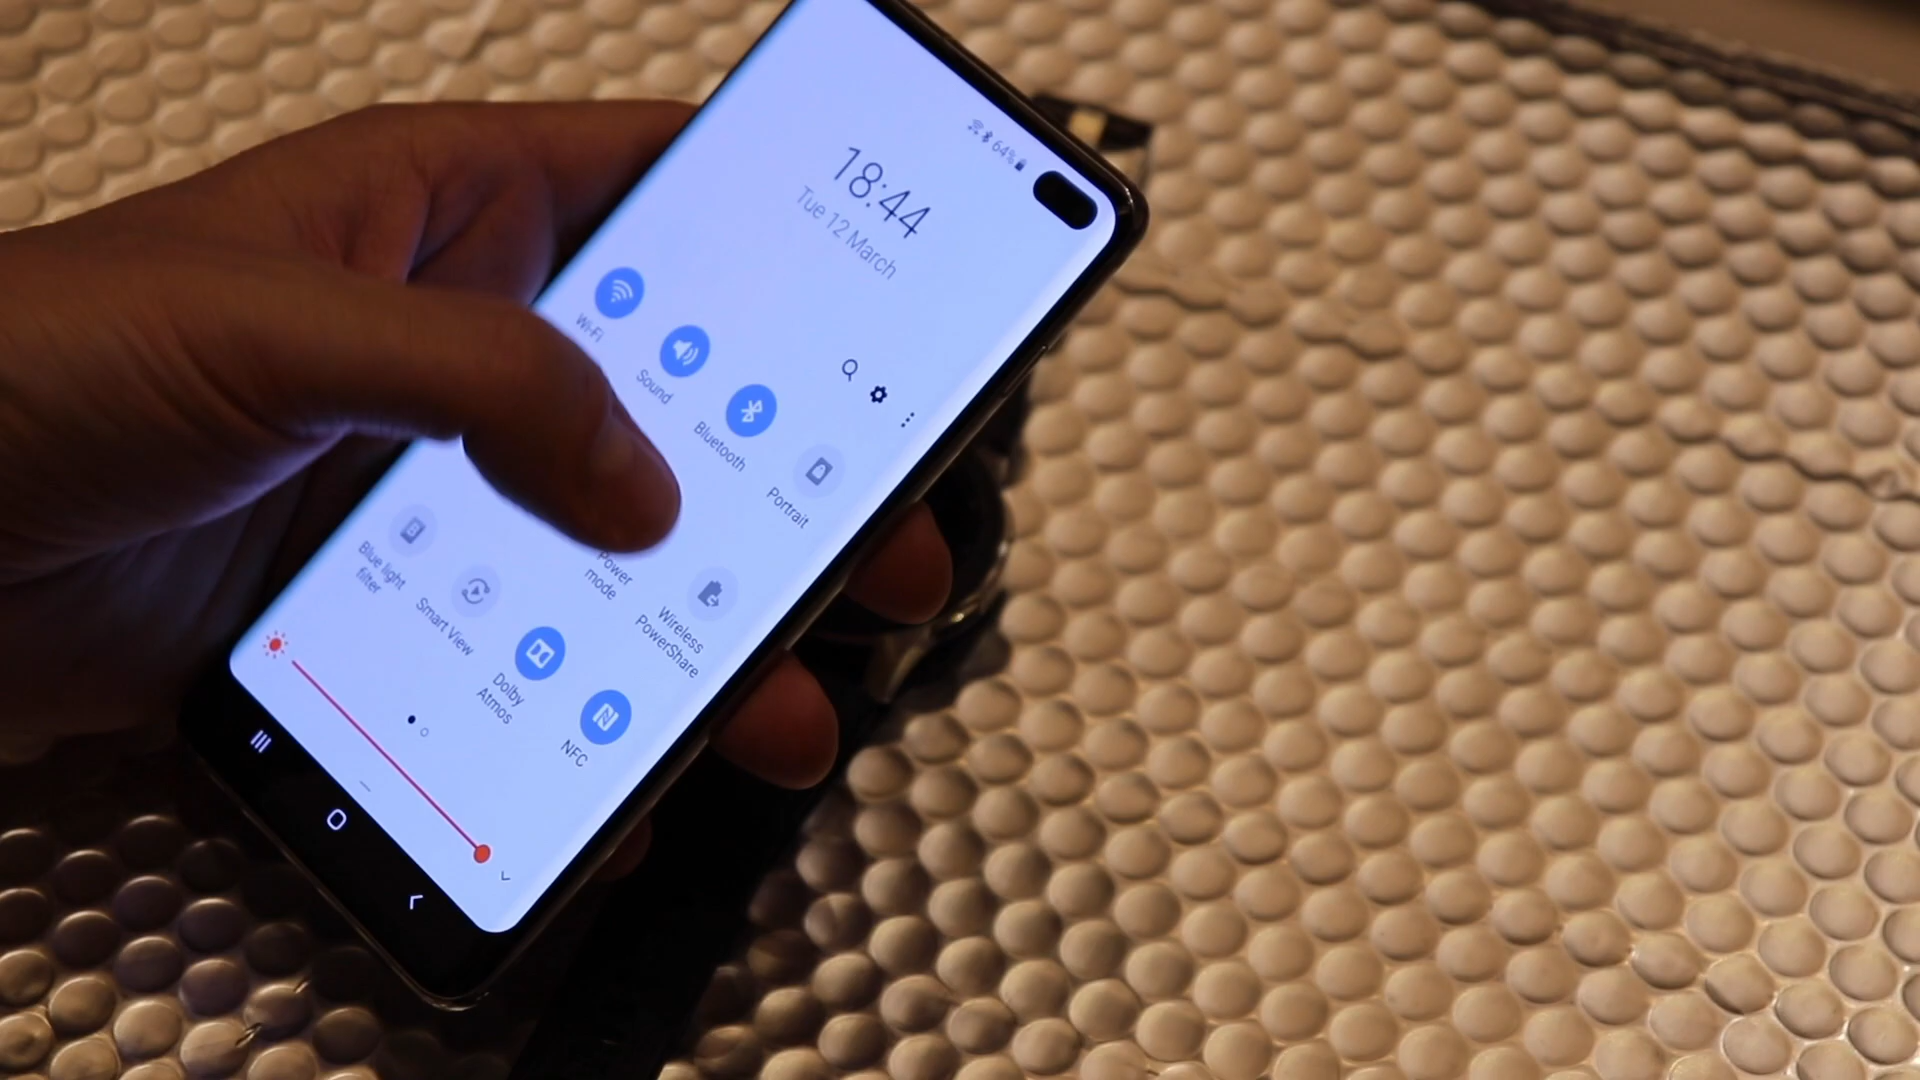 64%
18:44
Tue 12 March
Wi-Fi
Sound
Bluetooth
Portrait
Blue light
filter
Smart View
Power
mode
Wireless
PowerShare
Dolby
Atmos
NFC